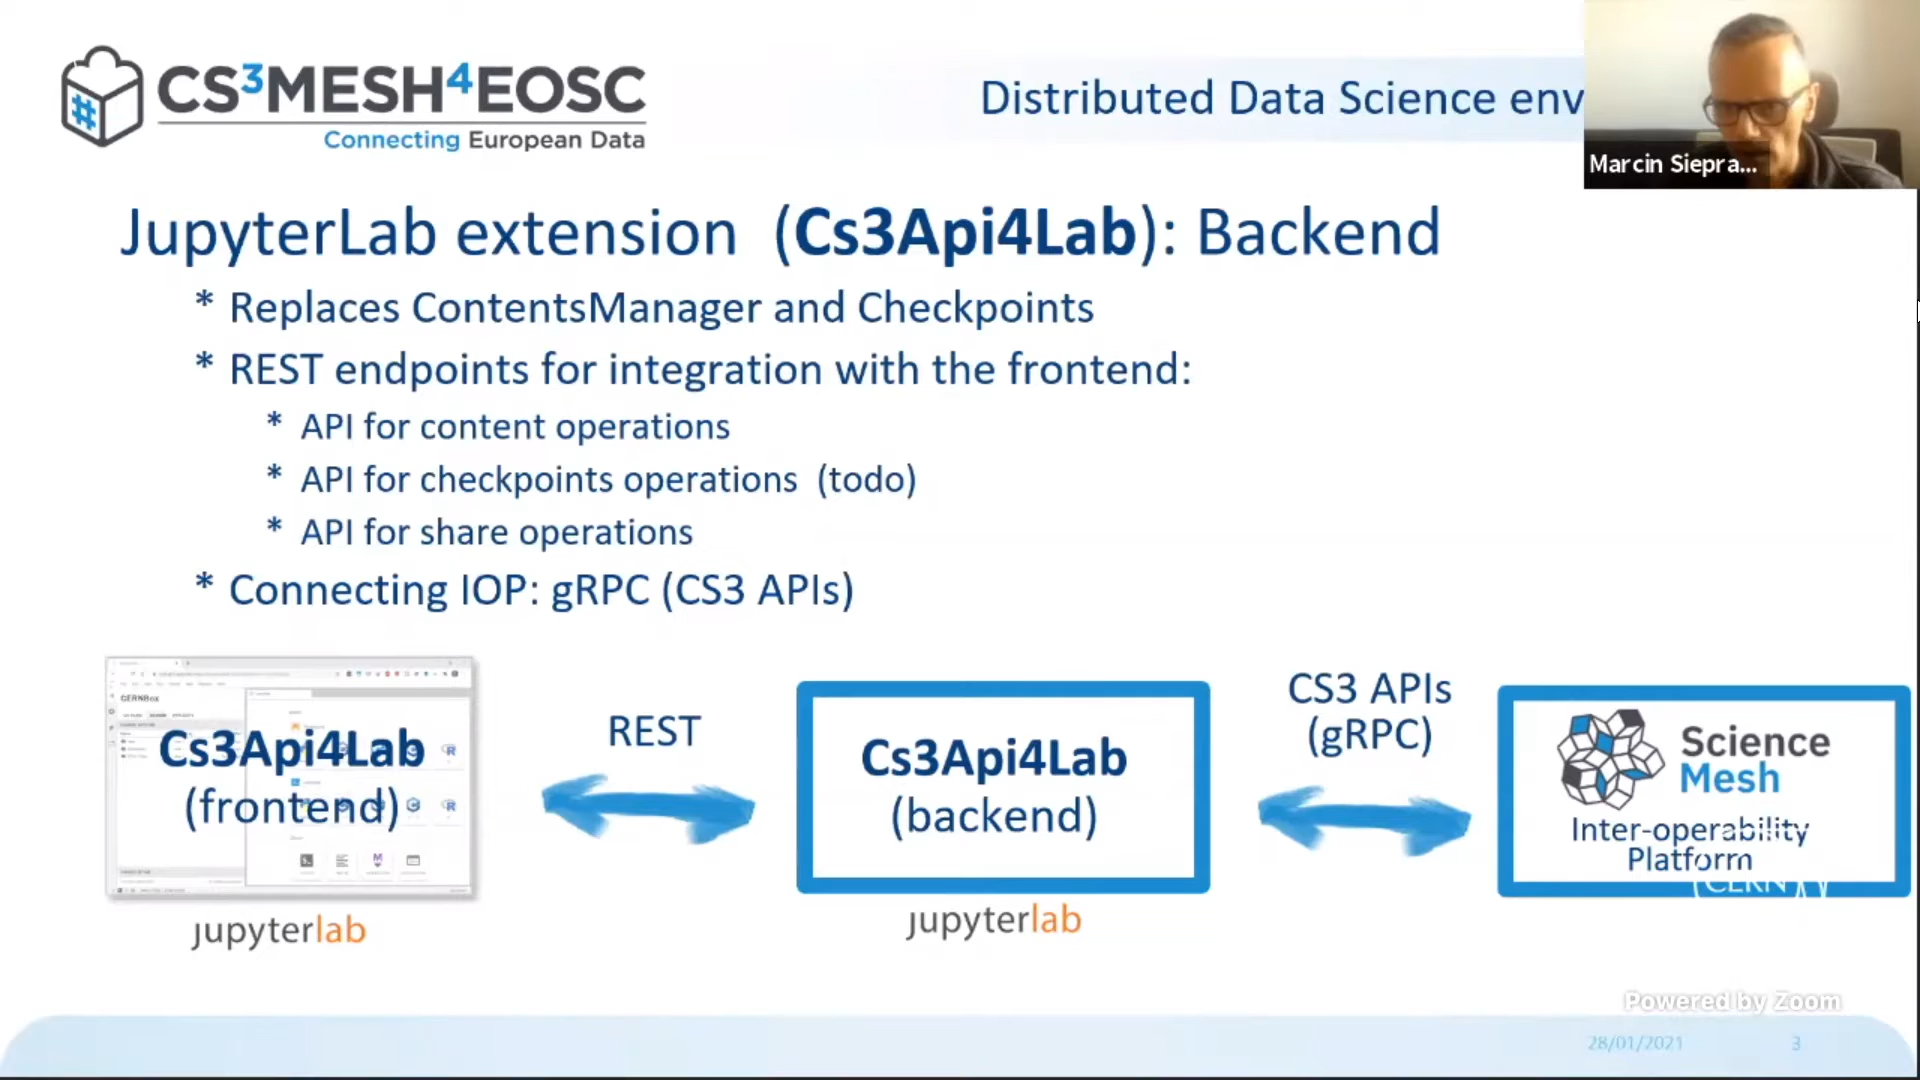 CS3MESH4EOSC
Connecting European Data
Distributed Data Science env
Marcin Siepra...
JupyterLab extension (Cs3Api4Lab): Backend
* Replaces ContentsManager and Checkpoints
* REST endpoints for integration with the frontend:
* API for content operations
* API for checkpoints operations (todo)
* API for share operations
* Connecting IOP: gRPC (CS3 APIs)
CERNBox
Cs3Api4Lab
(frontend)
jupyterlab
REST
Cs3Api4Lab
(backend)
jupyterlab
CS3 APIs
(gRPC)
Science
Mesh
Inter-operability
Platform
CERN
Powered by Zoom
28/01/2021
3